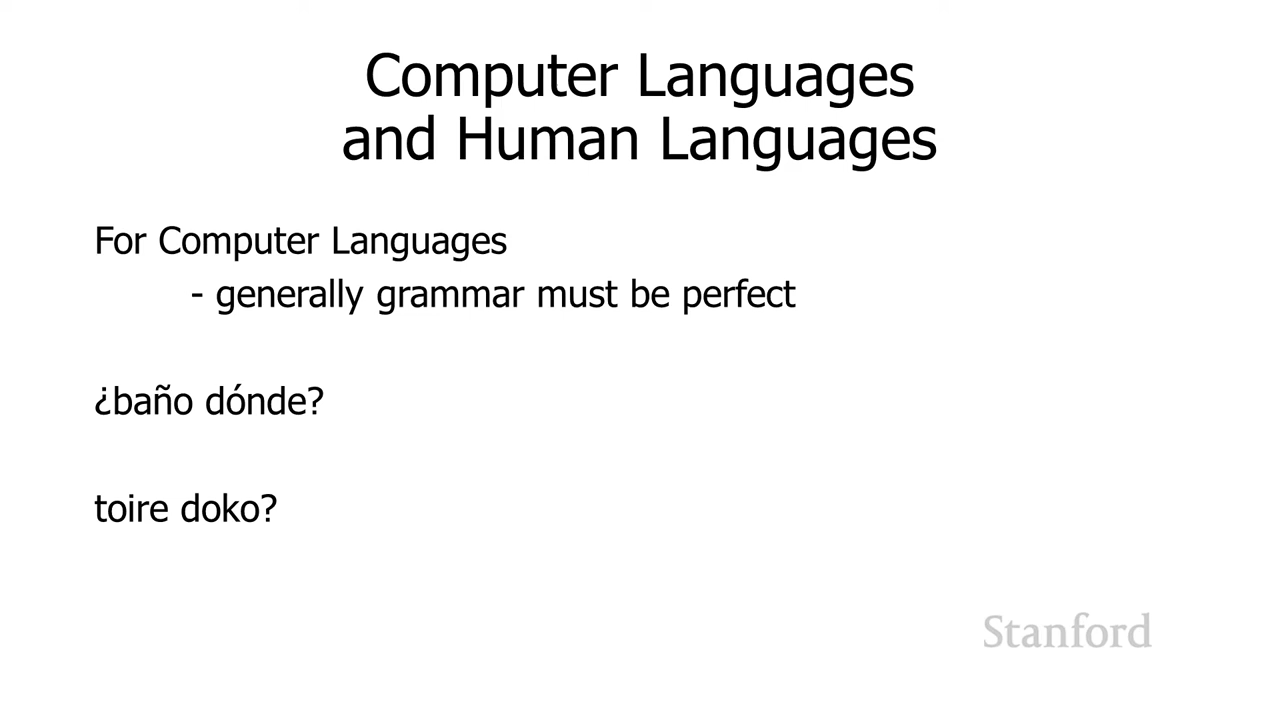 Computer Languages
and Human Languages
For Computer Languages
- generally grammar must be perfect
¿baño dónde?
toire doko?
Stanford